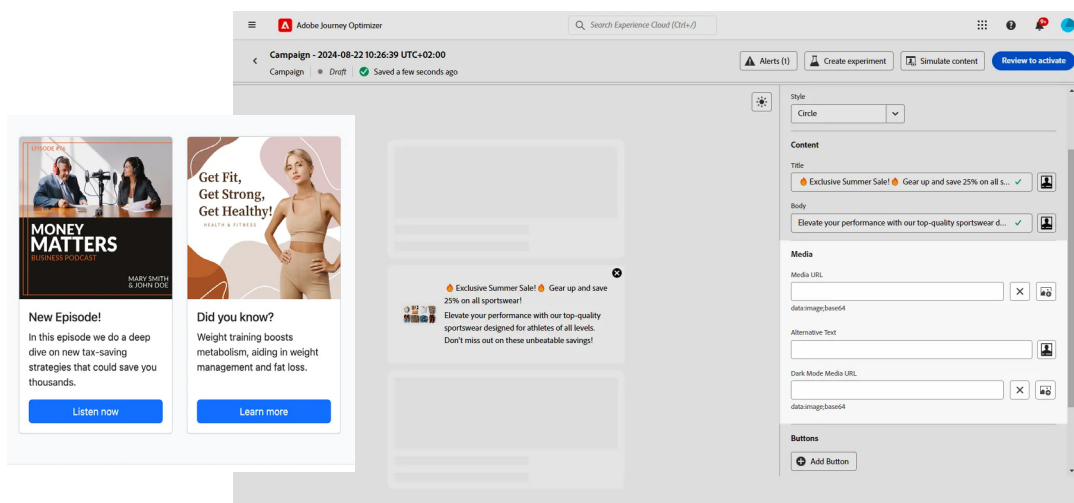 Adobe Journey Optimizer
Search Experience Cloud (Ctrl+/)
9+
Campaign - 2024-08-22 10:26:39 UTC+02:00
Campaign
Draft
Saved a few seconds ago
Alerts (1)
Create experiment
Simulate content
Review to activate
EPISODE #76
MONEY
MATTERS
BUSINESS PODCAST
MARY SMITH
& JOHN DOE
New Episode!
In this episode we do a deep
dive on new tax-saving
strategies that could save you
thousands.
Listen now
Get Fit,
Get Strong,
Get Healthy!
HEALTH & FITNESS
Did you know?
Weight training boosts
metabolism, aiding in weight
management and fat loss.
Learn more
🔥 Exclusive Summer Sale! 🔥 Gear up and save
25% on all sportswear!
Elevate your performance with our top-quality
sportswear designed for athletes of all levels.
Don't miss out on these unbeatable savings!
Style
Circle
Content
Title
🔥 Exclusive Summer Sale! 🔥 Gear up and save 25% on all s...
Body
Elevate your performance with our top-quality sportswear d...
Media
Media URL
data:image;base64
Alternative Text
Dark Mode Media URL
data:image;base64
Buttons
Add Button